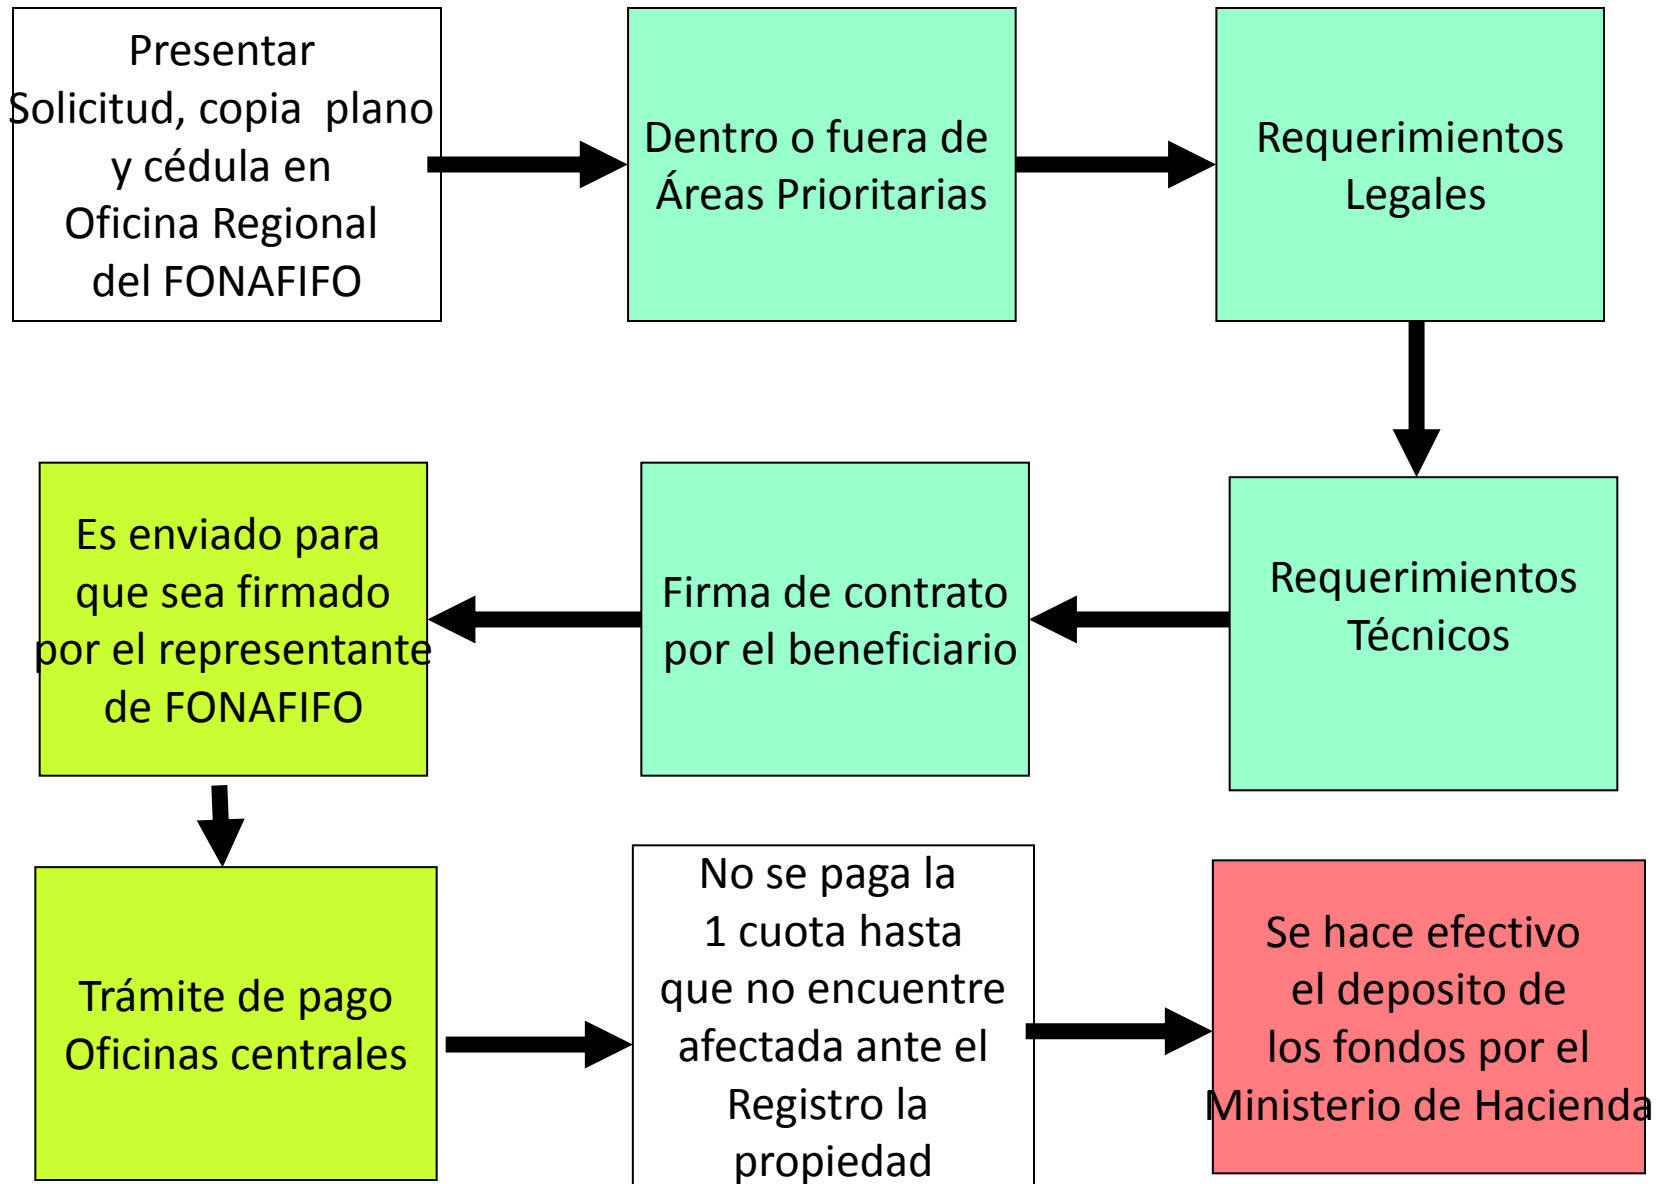 Presentar
Solicitud, copia plano
y cédula en
Oficina Regional
del FONAFIFO
Dentro o fuera de
Áreas Prioritarias
Requerimientos
Legales
Requerimientos
Técnicos
Firma de contrato
por el beneficiario
Es enviado para
que sea firmado
por el representante
de FONAFIFO
Trámite de pago
Oficinas centrales
No se paga la
1 cuota hasta
que no encuentre
afectada ante el
Registro la
propiedad
Se hace efectivo
el deposito de
los fondos por el
Ministerio de Hacienda